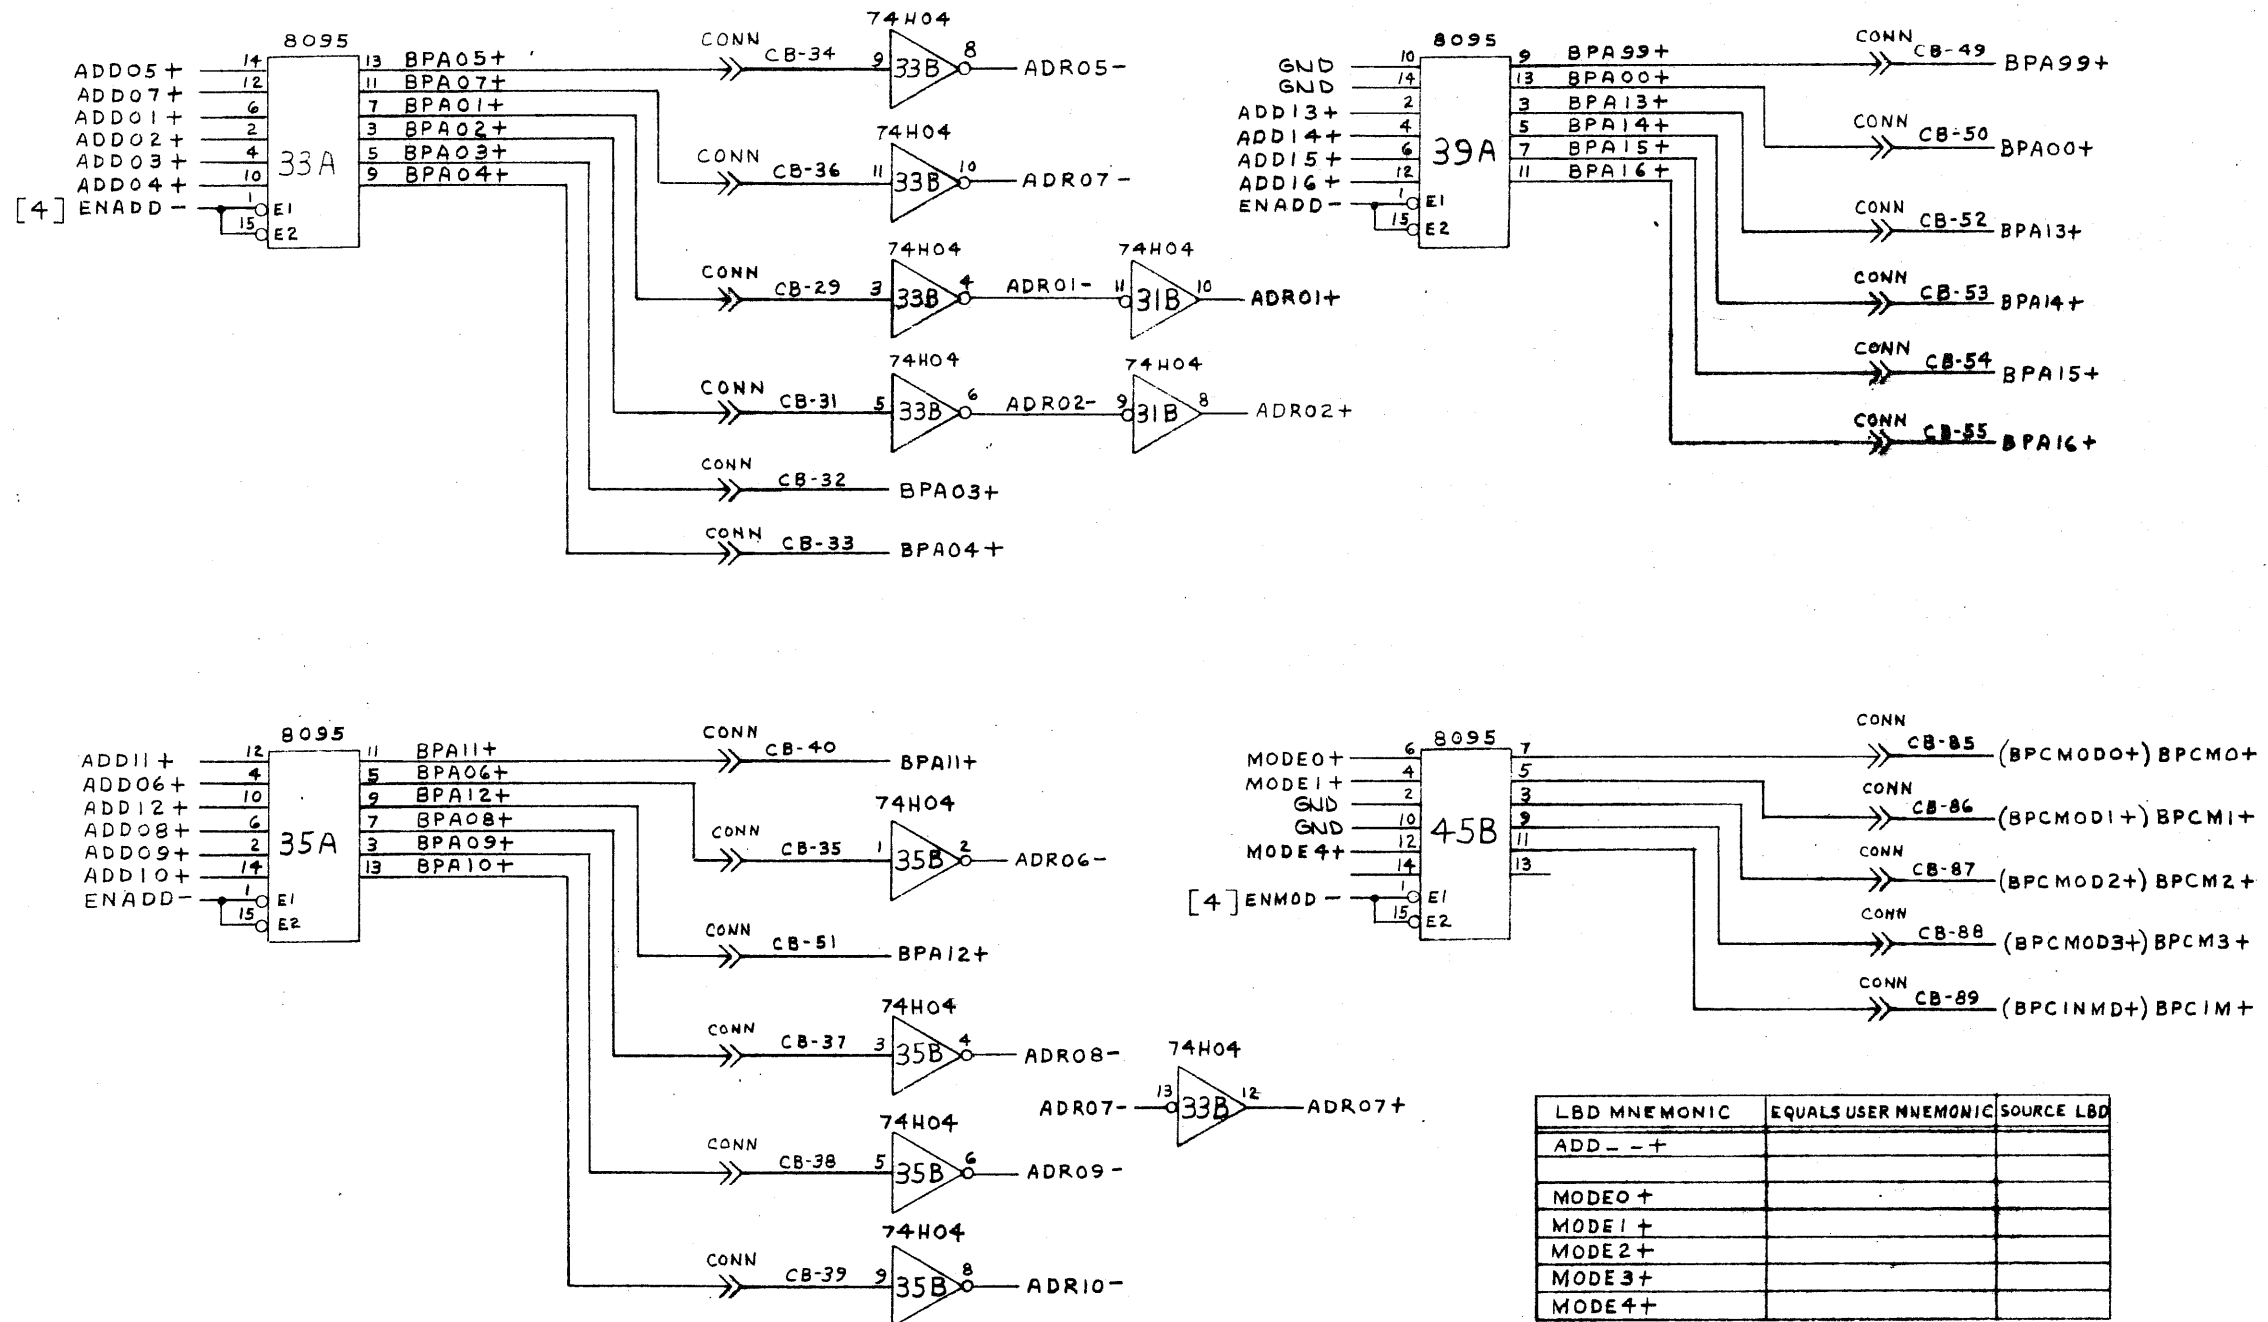 8095
14 ADD05+ 13 BPA05+ CONN CB-34 9 74H04 33B 8 ADR05-
12 ADD07+ 11 BPA07+
6 ADD01+ 7 BPA01+
2 ADD02+ 3 BPA02+
4 ADD03+ 5 BPA03+
10 ADD04+ 9 BPA04+
33A
[4] ENADD- 1 E1
15 E2
74H04
CONN CB-36 11 33B 10 ADR07-
74H04 74H04
CONN CB-29 3 33B 4 ADR01- 11 31B 10 ADR01+
74H04 74H04
CONN CB-31 5 33B 6 ADR02- 9 31B 8 ADR02+
CONN CB-32 BPA03+
CONN CB-33 BPA04+
8095
GND 10 9 BPA99+ CONN CB-49 BPA99+
GND 14 13 BPA00+
ADD13+ 2 3 BPA13+
ADD14+ 4 5 BPA14+
ADD15+ 6 7 BPA15+
ADD16+ 12 11 BPA16+
39A
ENADD- 1 E1
15 E2
CONN CB-50 BPA00+
CONN CB-52 BPA13+
CONN CB-53 BPA14+
CONN CB-54 BPA15+
CONN CB-55 BPA16+
8095
ADD11+ 12 11 BPA11+ CONN CB-40 BPA11+
ADD06+ 4 5 BPA06+
ADD12+ 10 9 BPA12+
ADD08+ 6 7 BPA08+
ADD09+ 2 3 BPA09+
ADD10+ 14 13 BPA10+
35A
ENADD- 1 E1
15 E2
74H04
CONN CB-35 1 35B 2 ADR06-
CONN CB-51 BPA12+
74H04
CONN CB-37 3 35B 4 ADR08-
74H04
ADR07- 13 33B 12 ADR07+
74H04
CONN CB-38 5 35B 6 ADR09-
74H04
CONN CB-39 9 35B 8 ADR10-
8095
MODE0+ 6 7 CONN CB-85 (BPCMOD0+) BPCM0+
MODE1+ 4 5
GND 2 3
GND 10 9
MODE4+ 12 11
14 13
45B
[4] ENMOD- 1 E1
15 E2
CONN CB-86 (BPCMOD1+) BPCM1+
CONN CB-87 (BPCMOD2+) BPCM2+
CONN CB-88 (BPCMOD3+) BPCM3+
CONN CB-89 (BPCINMD+) BPCIM+
LBD MNEMONIC EQUALS USER MNEMONIC SOURCE LBD
ADD--+
MODE0+
MODE1+
MODE2+
MODE3+
MODE4+